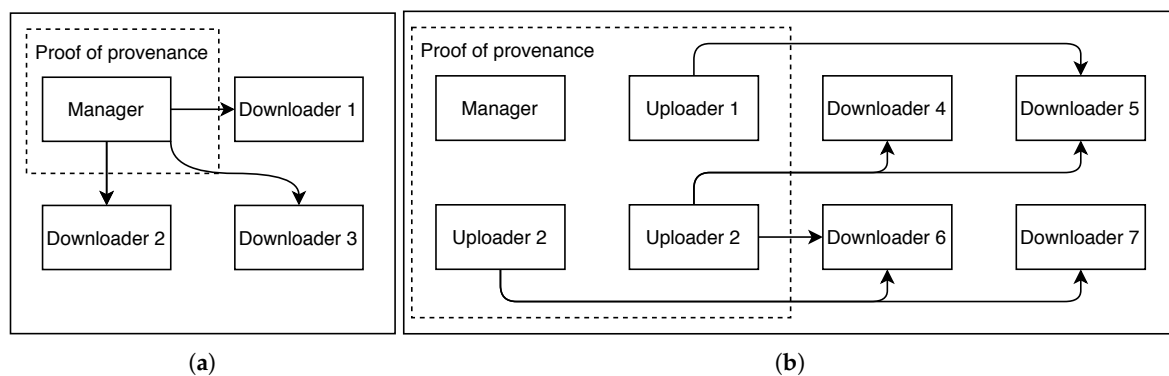 Proof of provenance
Manager
Downloader 1
Downloader 2
Downloader 3
(a)
Proof of provenance
Manager
Uploader 1
Downloader 4
Downloader 5
Uploader 2
Uploader 2
Downloader 6
Downloader 7
(b)